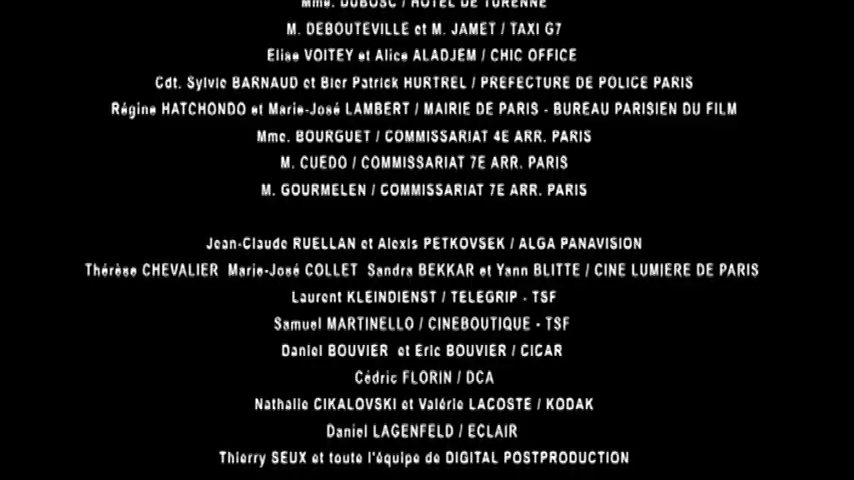 Mme. DUBOSC / HOTEL DE TURENNE
M. DEBOUTEVILLE et M. JAMET / TAXI G7
Elise VOITEY et Alice ALADJEM / CHIC OFFICE
Cdt. Sylvie BARNAUD et Bier Patrick HURTREL / PREFECTURE DE POLICE PARIS
Régine HATCHONDO et Marie-José LAMBERT / MAIRIE DE PARIS - BUREAU PARISIEN DU FILM
Mme. BOURGUET / COMMISSARIAT 4E ARR. PARIS
M. CUEDO / COMMISSARIAT 7E ARR. PARIS
M. GOURMELEN / COMMISSARIAT 7E ARR. PARIS
Jean-Claude RUELLAN et Alexis PETKOVSEK / ALGA PANAVISION
Thérèse CHEVALIER Marie-José COLLET Sandra BEKKAR et Yann BLITTE / CINE LUMIERE DE PARIS
Laurent KLEINDIENST / TELEGRIP - TSF
Samuel MARTINELLO / CINEBOUTIQUE - TSF
Daniel BOUVIER et Eric BOUVIER / CICAR
Cédric FLORIN / DCA
Nathalie CIKALOVSKI et Valérie LACOSTE / KODAK
Daniel LAGENFELD / ECLAIR
Thierry SEUX et toute l'équipe de DIGITAL POSTPRODUCTION